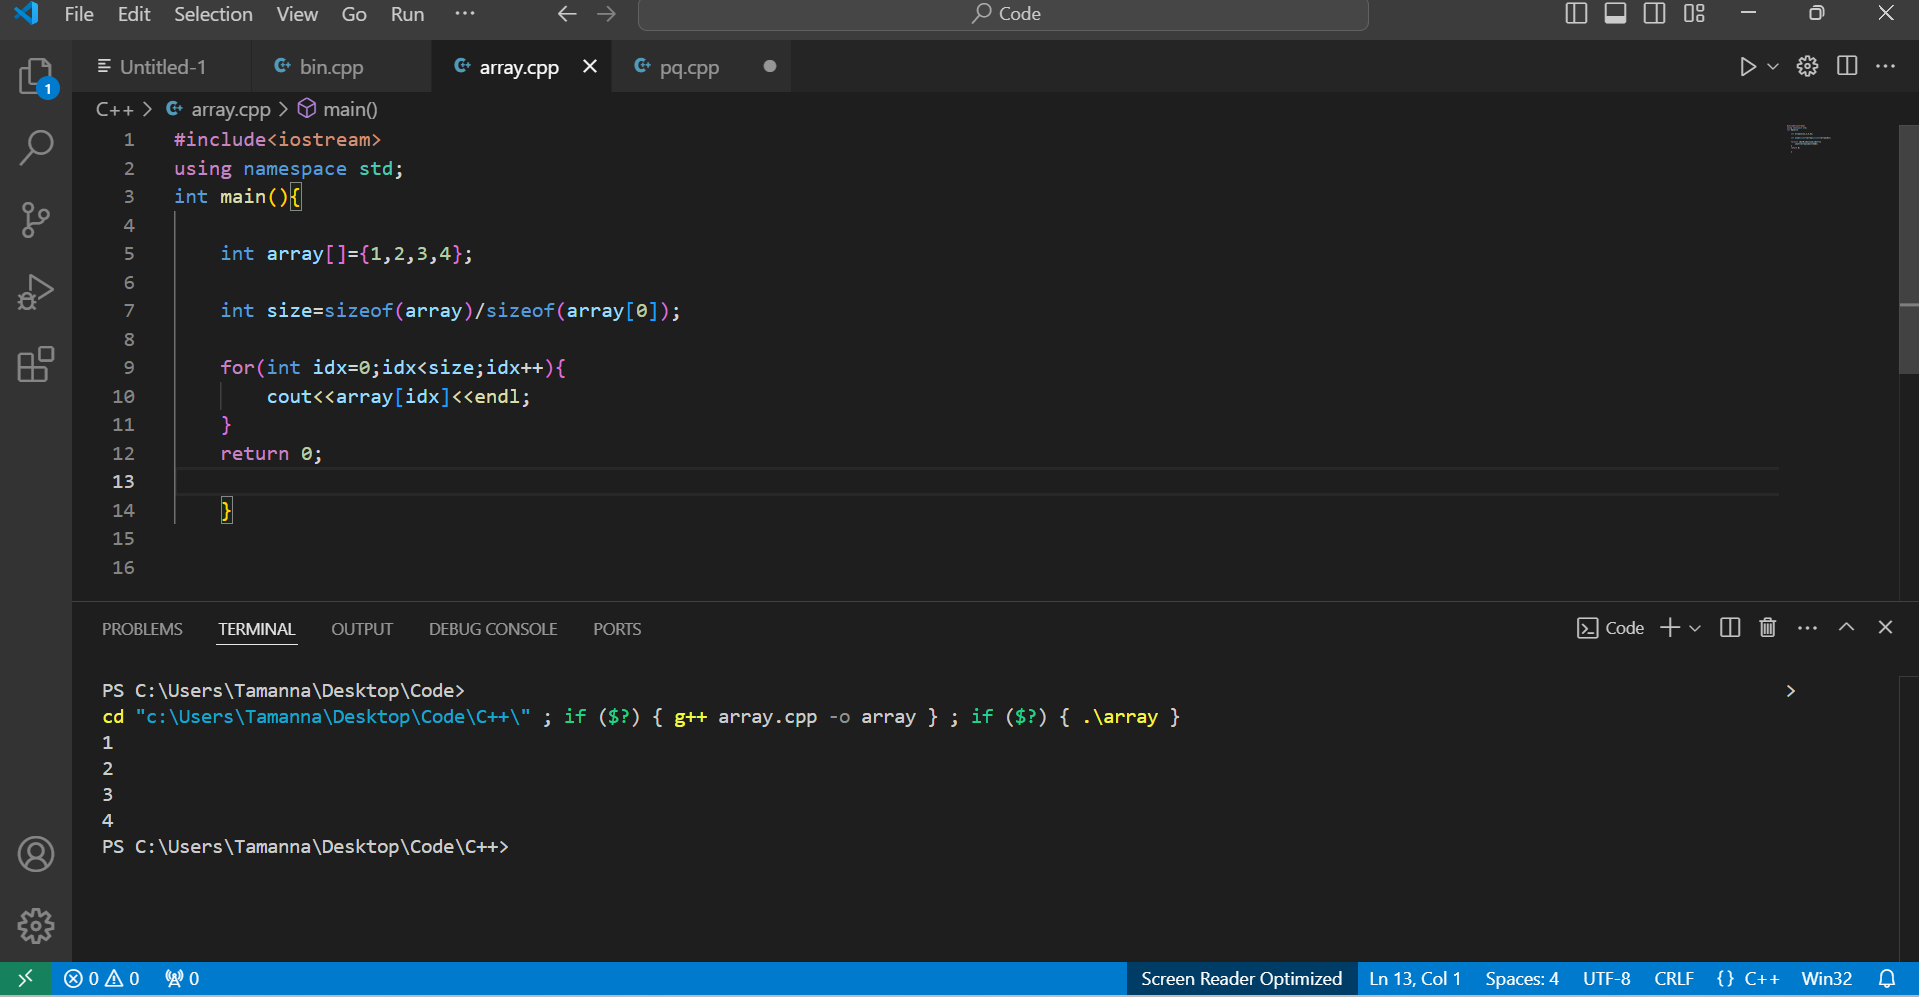 File Edit Selection View Go Run ··· Code
Untitled-1 bin.cpp array.cpp pq.cpp
C++ > array.cpp > main()
1 #include<iostream>
2 using namespace std;
3 int main(){
4
5 int array[]={1,2,3,4};
6
7 int size=sizeof(array)/sizeof(array[0]);
8
9 for(int idx=0;idx<size;idx++){
10 cout<<array[idx]<<endl;
11 }
12 return 0;
13
14 }
15
16
1
PROBLEMS TERMINAL OUTPUT DEBUG CONSOLE PORTS Code
PS C:\Users\Tamanna\Desktop\Code>
cd "c:\Users\Tamanna\Desktop\Code\C++\" ; if ($?) { g++ array.cpp -o array } ; if ($?) { .\array }
1
2
3
4
PS C:\Users\Tamanna\Desktop\Code\C++>
0 0 0 Screen Reader Optimized Ln 13, Col 1 Spaces: 4 UTF-8 CRLF {} C++ Win32